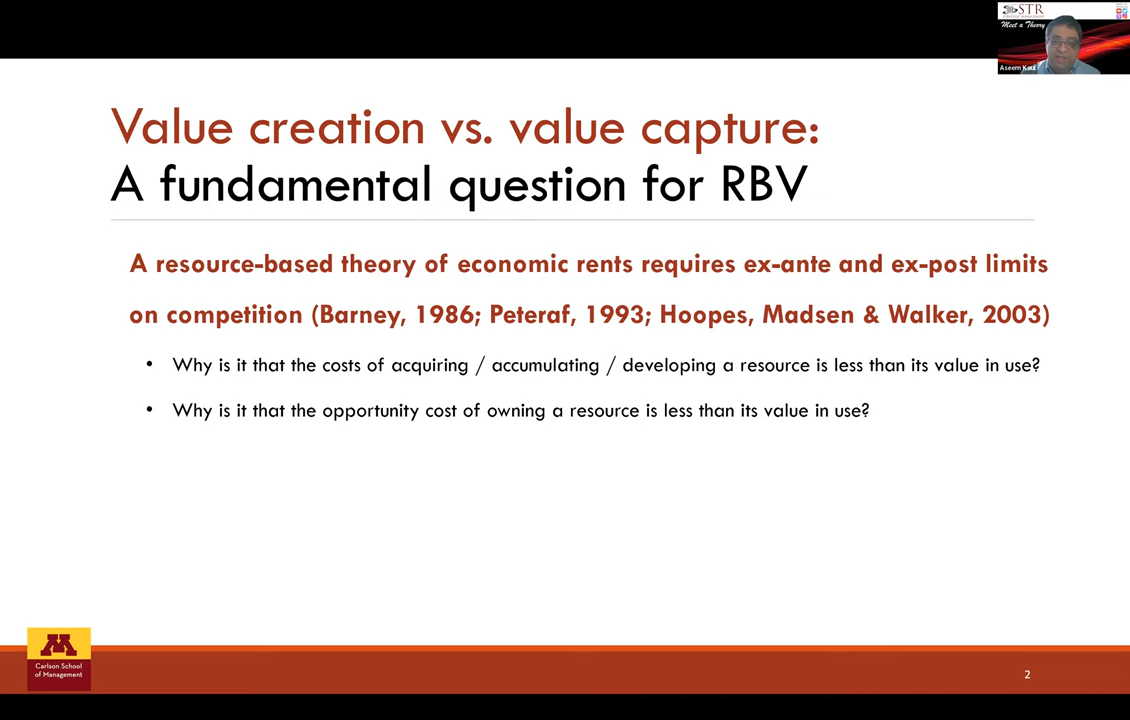 STR
Meet a Theory
Aseem Kaul
Value creation vs. value capture:
A fundamental question for RBV
A resource-based theory of economic rents requires ex-ante and ex-post limits
on competition (Barney, 1986; Peteraf, 1993; Hoopes, Madsen & Walker, 2003)
• Why is it that the costs of acquiring / accumulating / developing a resource is less than its value in use?
• Why is it that the opportunity cost of owning a resource is less than its value in use?
M
Carlson School
of Management
2